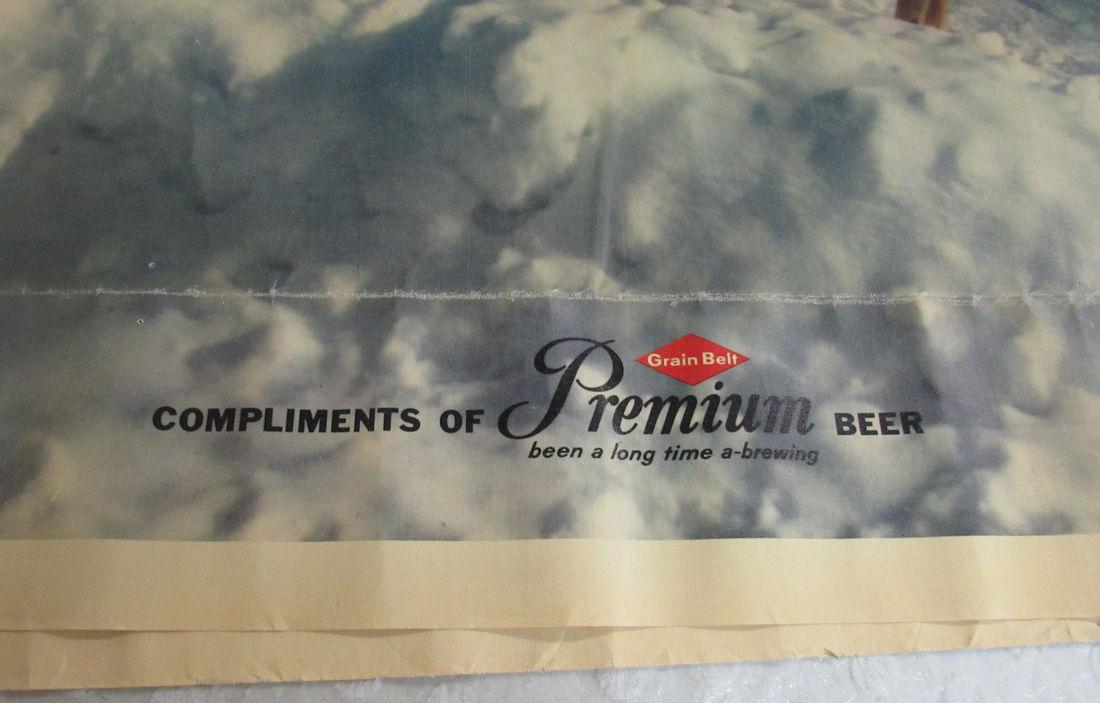 Grain Belt
COMPLIMENTS OF Premium BEER
been a long time a-brewing